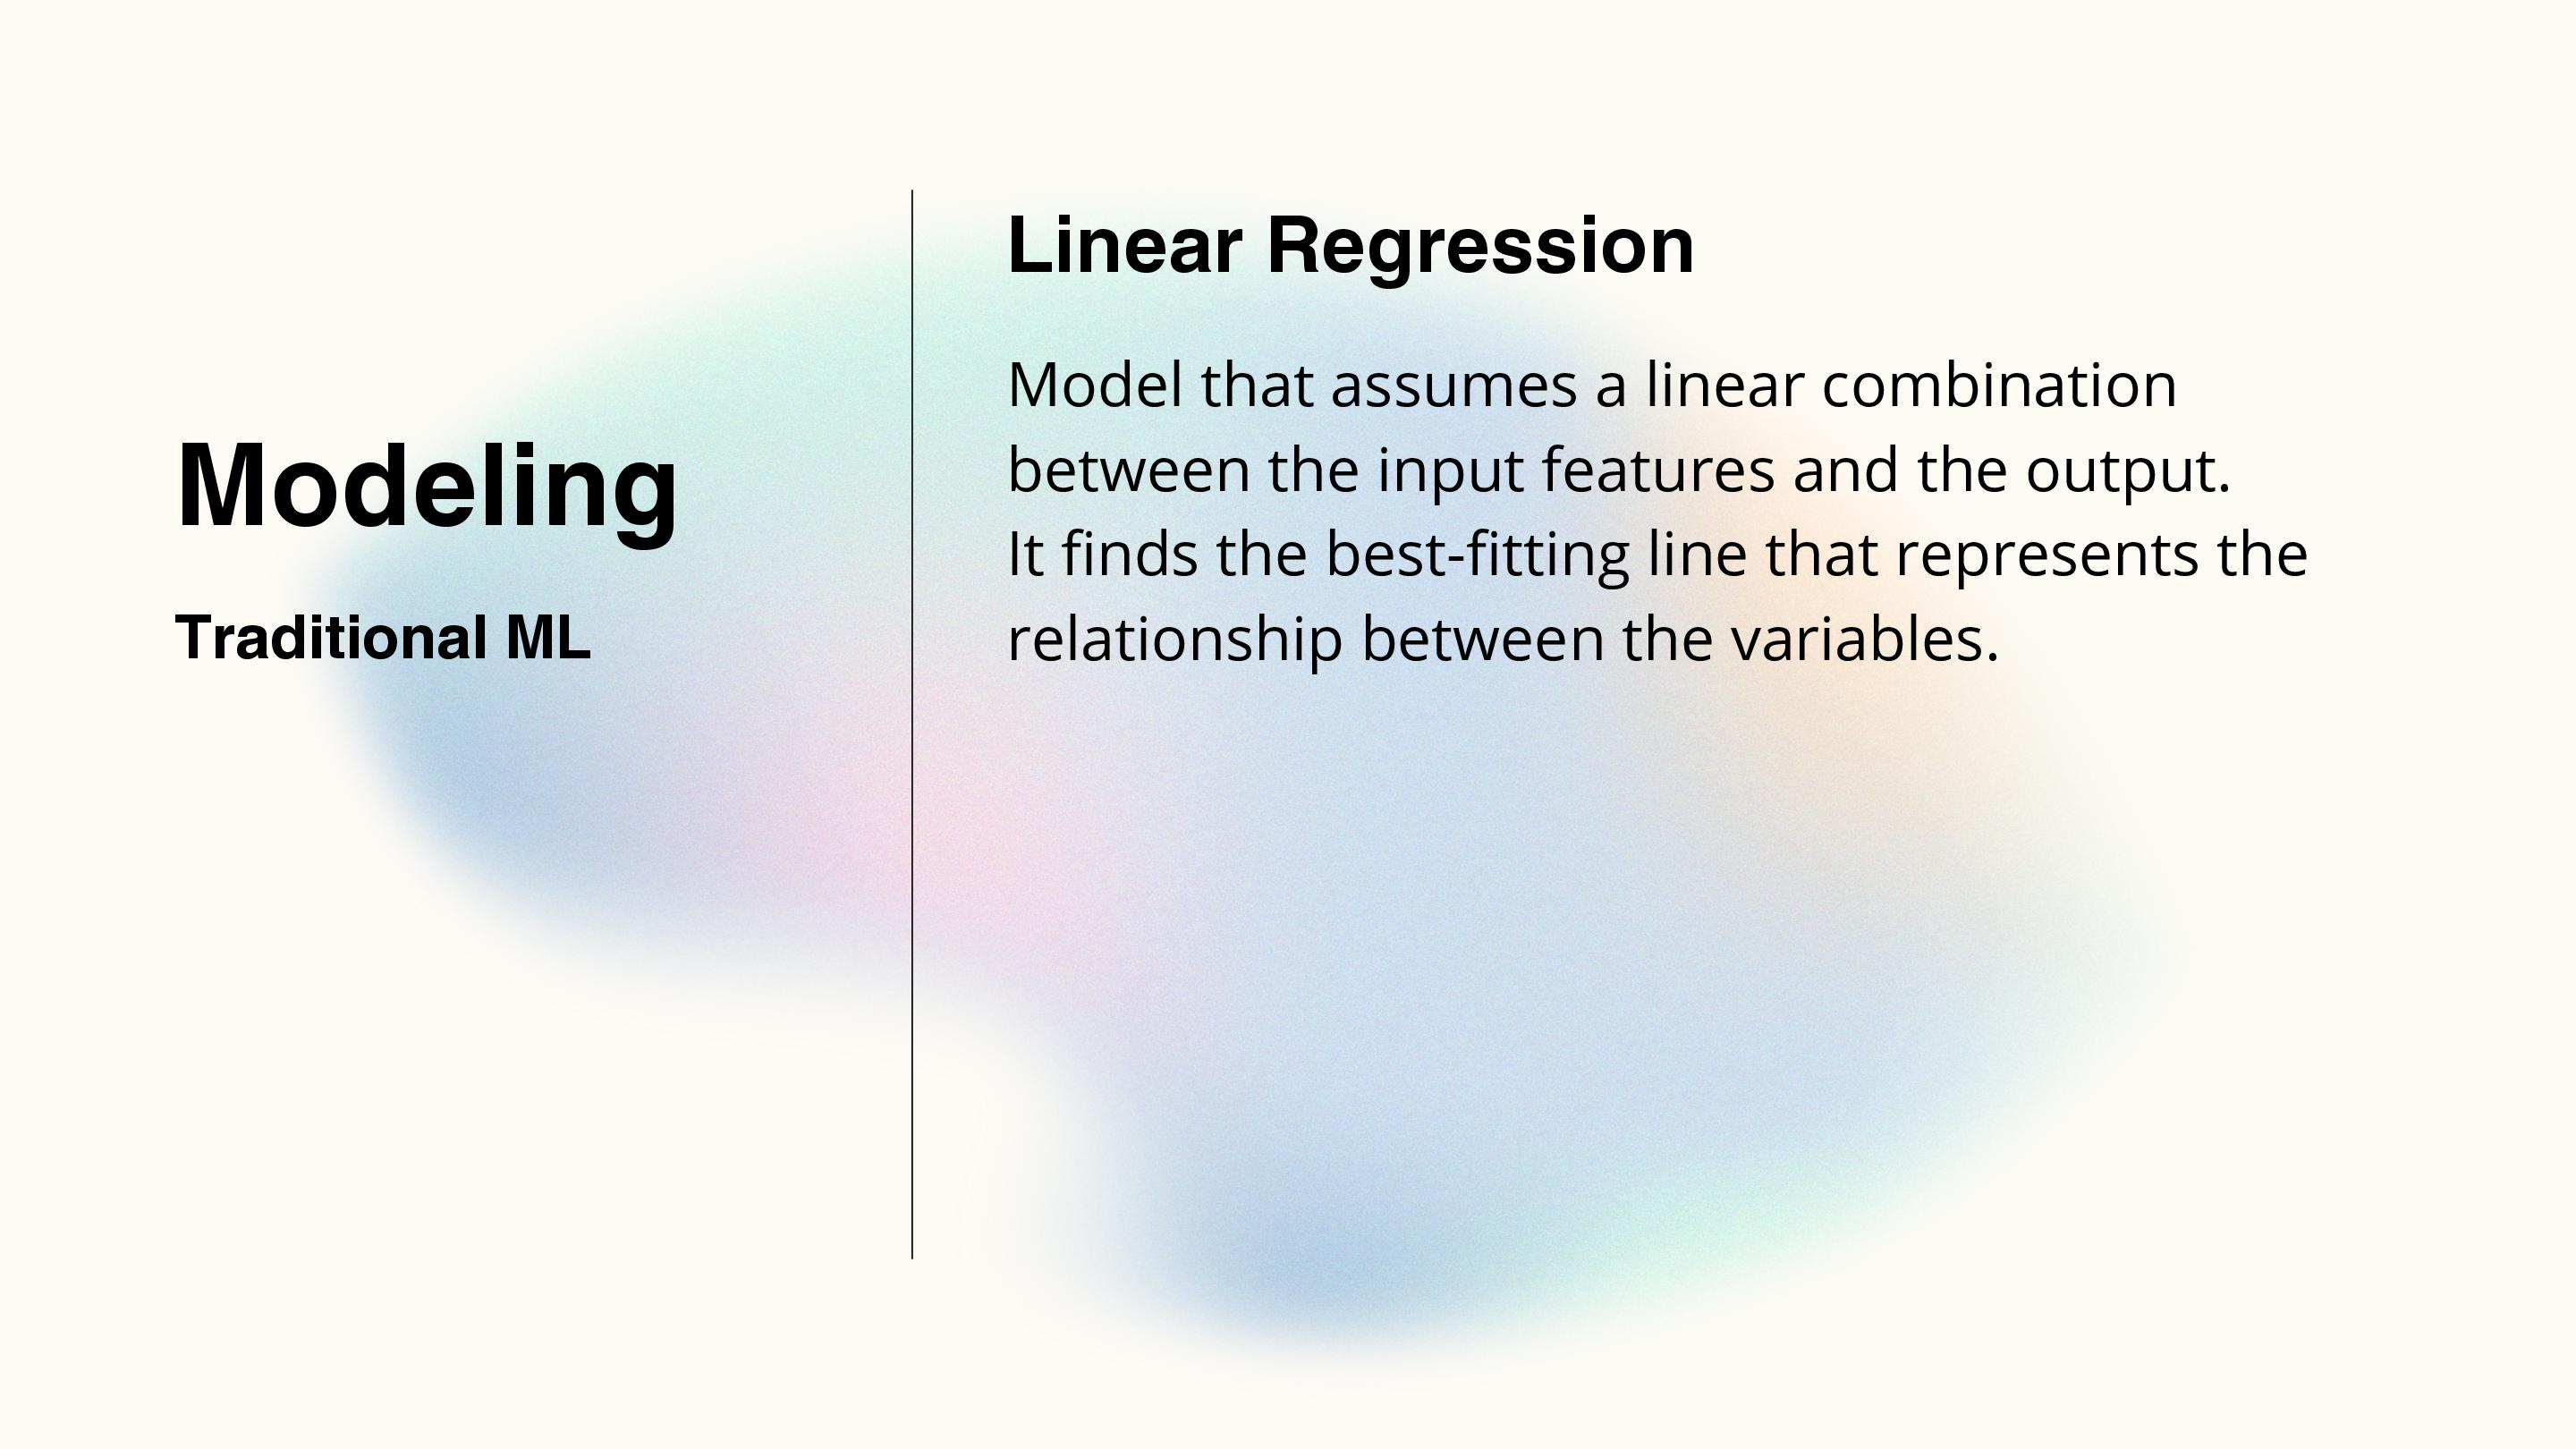 Modeling
Traditional ML
Linear Regression
Model that assumes a linear combination
between the input features and the output.
It finds the best-fitting line that represents the
relationship between the variables.